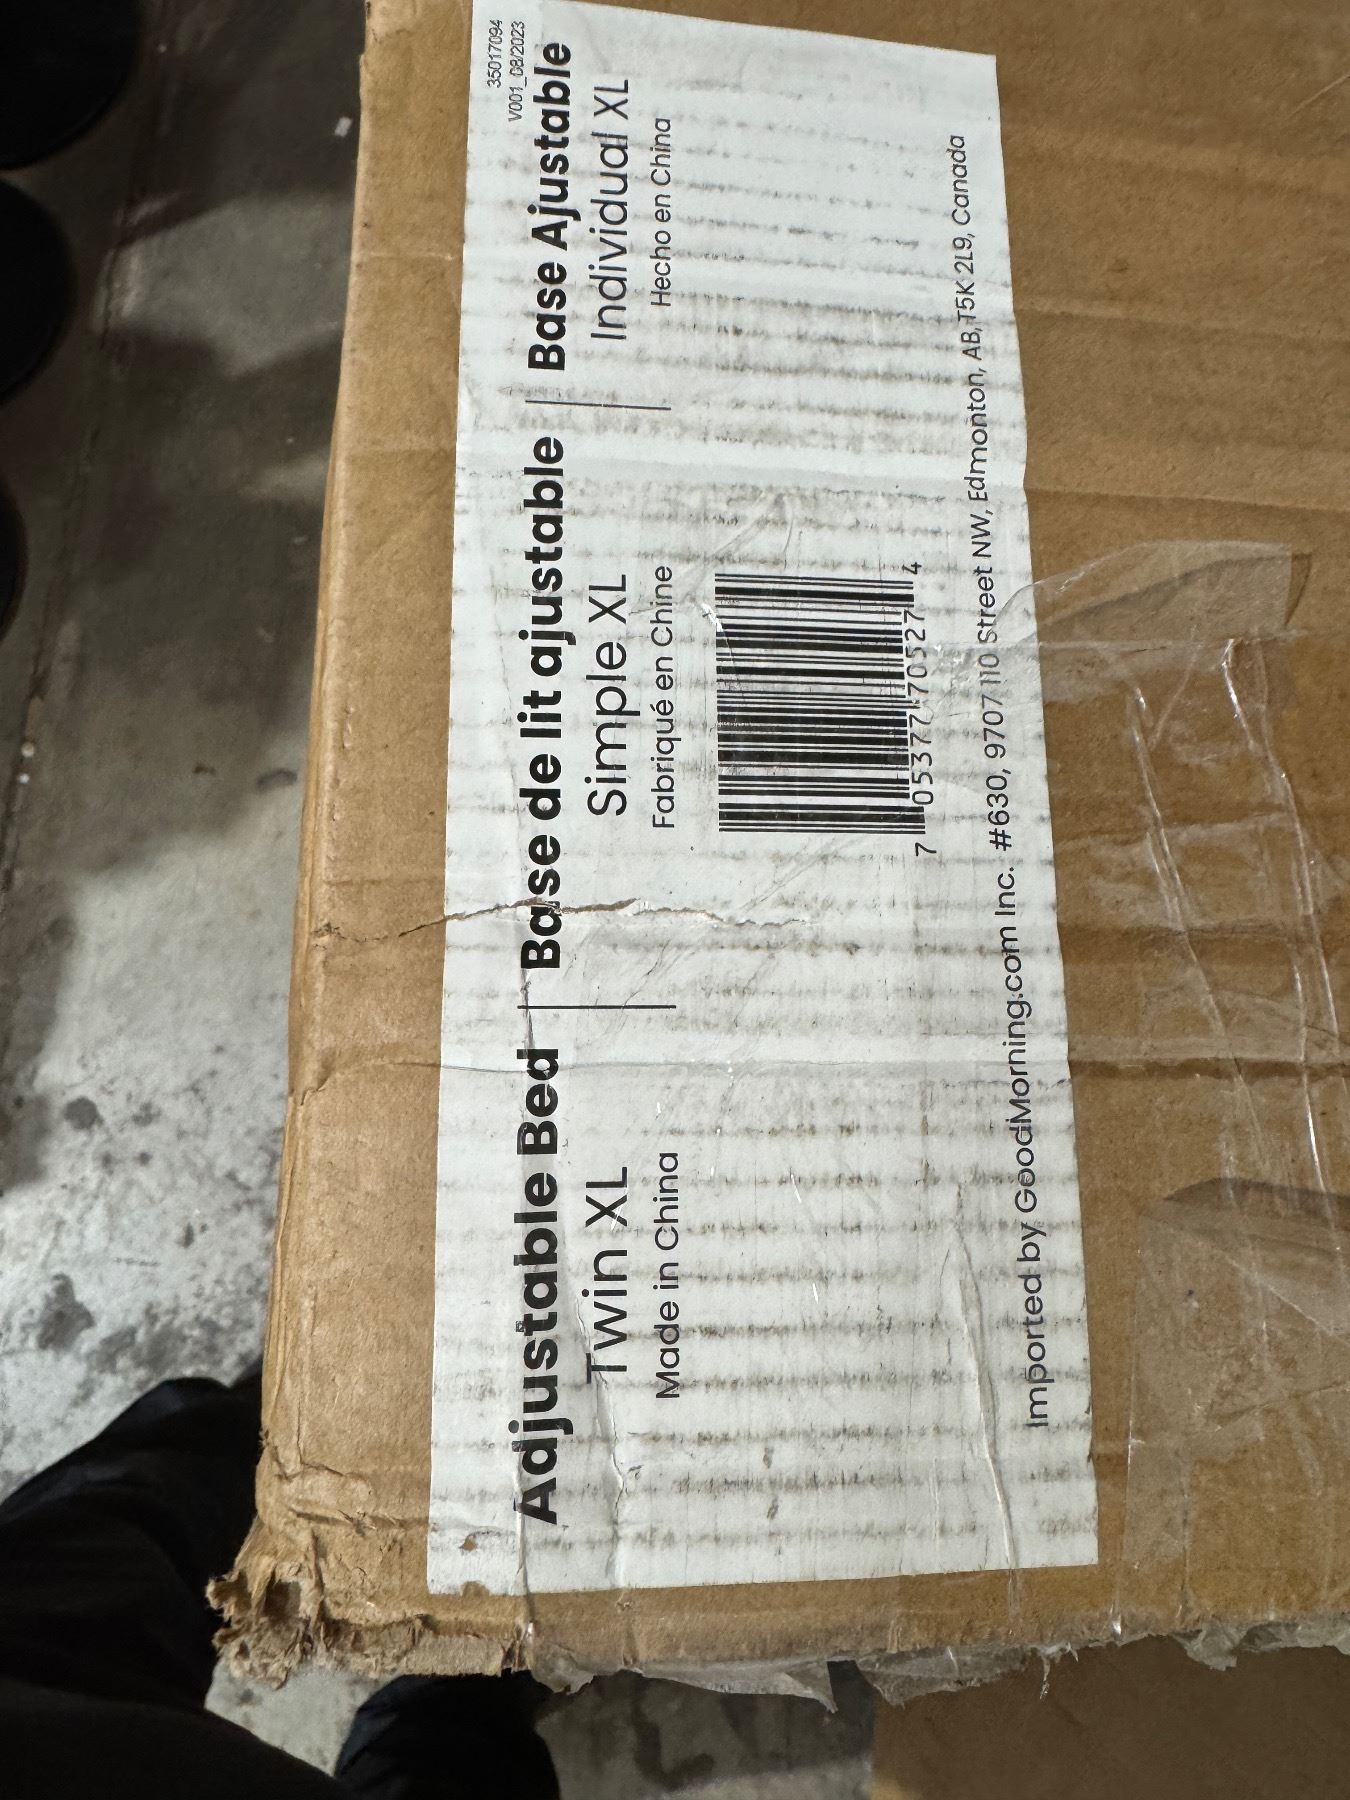 35017094
V001_08/2023
Adjustable Bed
Twin XL
Made in China
Base de lit ajustable
Simple XL
Fabriqué en Chine
Base Ajustable
Individual XL
Hecho en China
7 05377 70527 4
Imported by GoodMorning.com Inc. #630, 9707 110 Street NW, Edmonton, AB, T5K 2L9, Canada